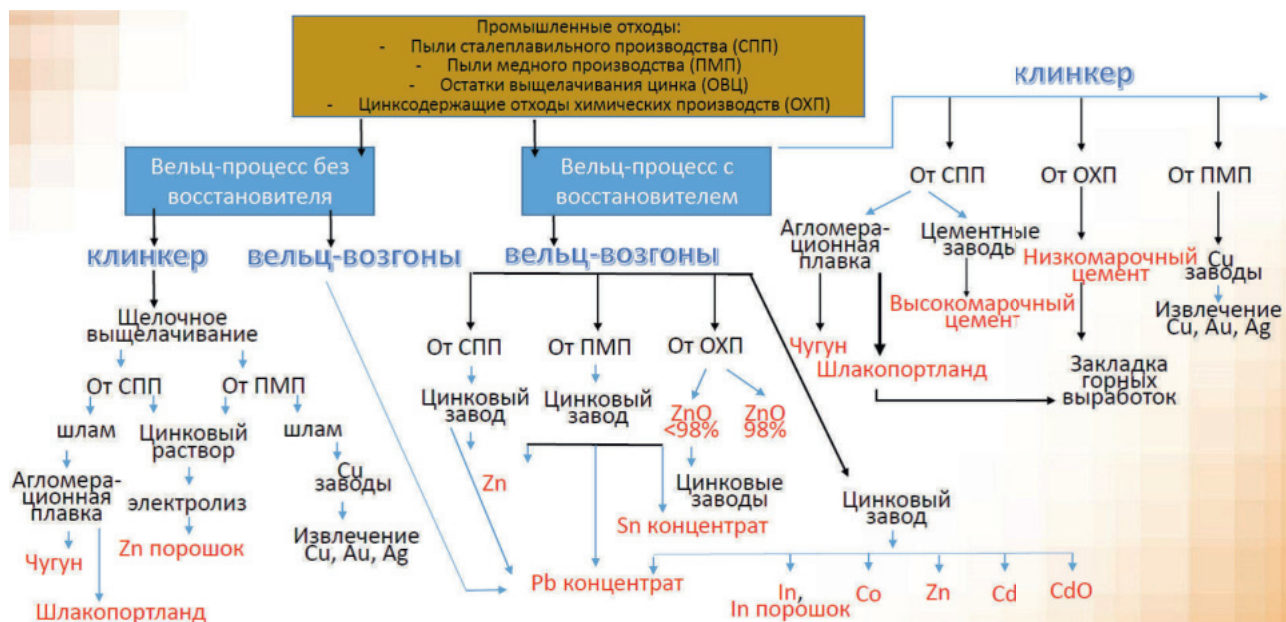 Промышленные отходы:
- Пыли сталеплавильного производства (СПП)
- Пыли медного производства (ПМП)
- Остатки выщелачивания цинка (ОВЦ)
- Цинксодержащие отходы химических производств (ОХП)
Вельц-процесс без
восстановителя
Вельц-процесс с
восстановителем
клинкер
вельц-возгоны
вельц-возгоны
клинкер
Щелочное
выщелачивание
От СПП
От ПМП
шлам
Цинковый
раствор
шлам
Агломера-
ционная
плавка
электролиз
Cu
заводы
Чугун
Zn порошок
Извлечение
Cu, Au, Ag
Шлакопортланд
От СПП
От ПМП
От ОХП
Цинковый
завод
Цинковый
завод
ZnO
<98%
ZnO
98%
Zn
Цинковые
заводы
Sn концентрат
Pb концентрат
Цинковый
завод
In,
In порошок
Co
Zn
Cd
CdO
От СПП
От ОХП
От ПМП
Агломера-
ционная
плавка
Цементные
заводы
Низкомарочный
цемент
Cu
заводы
Высокомарочный
цемент
Извлечение
Cu, Au, Ag
Чугун
Шлакопортланд
Закладка
горных
выработок